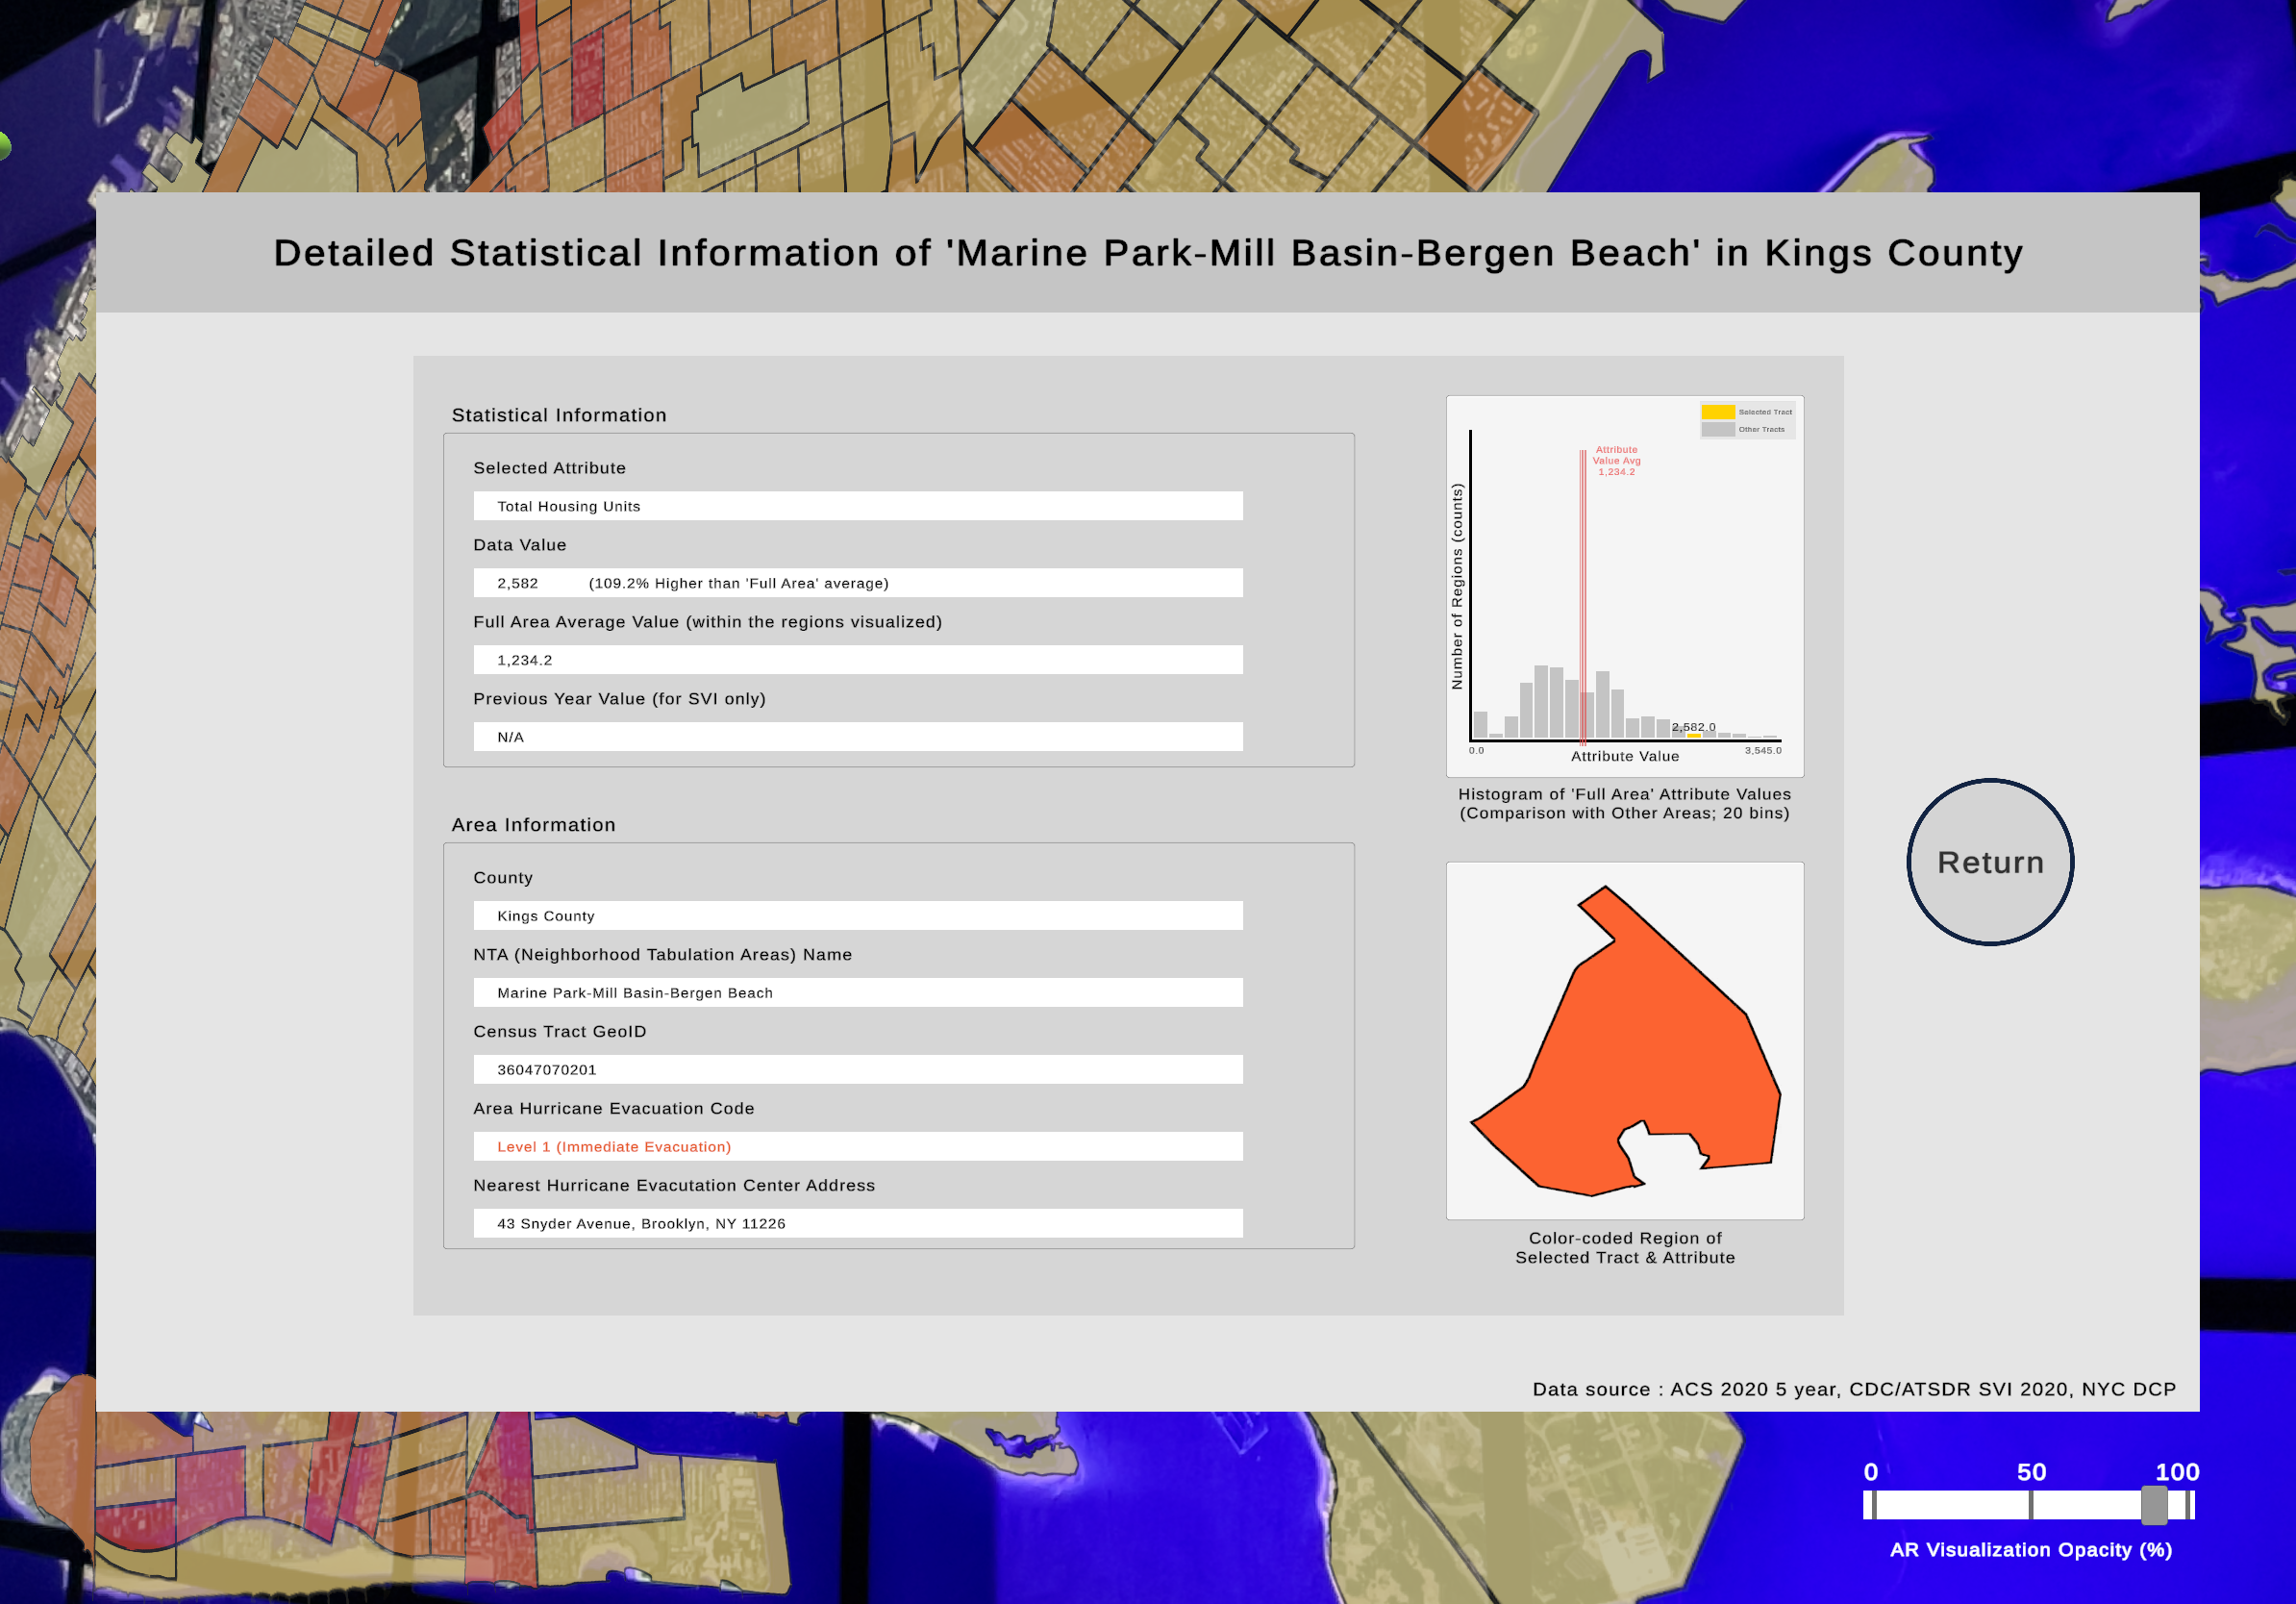 Detailed Statistical Information of 'Marine Park-Mill Basin-Bergen Beach' in Kings County
Statistical Information
Selected Attribute
Total Housing Units
Data Value
2,582 (109.2% Higher than 'Full Area' average)
Full Area Average Value (within the regions visualized)
1,234.2
Previous Year Value (for SVI only)
N/A
Area Information
County
Kings County
NTA (Neighborhood Tabulation Areas) Name
Marine Park-Mill Basin-Bergen Beach
Census Tract GeoID
36047070201
Area Hurricane Evacuation Code
Level 1 (Immediate Evacuation)
Nearest Hurricane Evacutation Center Address
43 Snyder Avenue, Brooklyn, NY 11226
Selected Tract
Other Tracts
Attribute
Value Avg
1,234.2
Number of Regions (counts)
2,582.0
0.0
3,545.0
Attribute Value
Histogram of 'Full Area' Attribute Values
(Comparison with Other Areas; 20 bins)
Color-coded Region of
Selected Tract & Attribute
Return
Data source : ACS 2020 5 year, CDC/ATSDR SVI 2020, NYC DCP
0 50 100
AR Visualization Opacity (%)